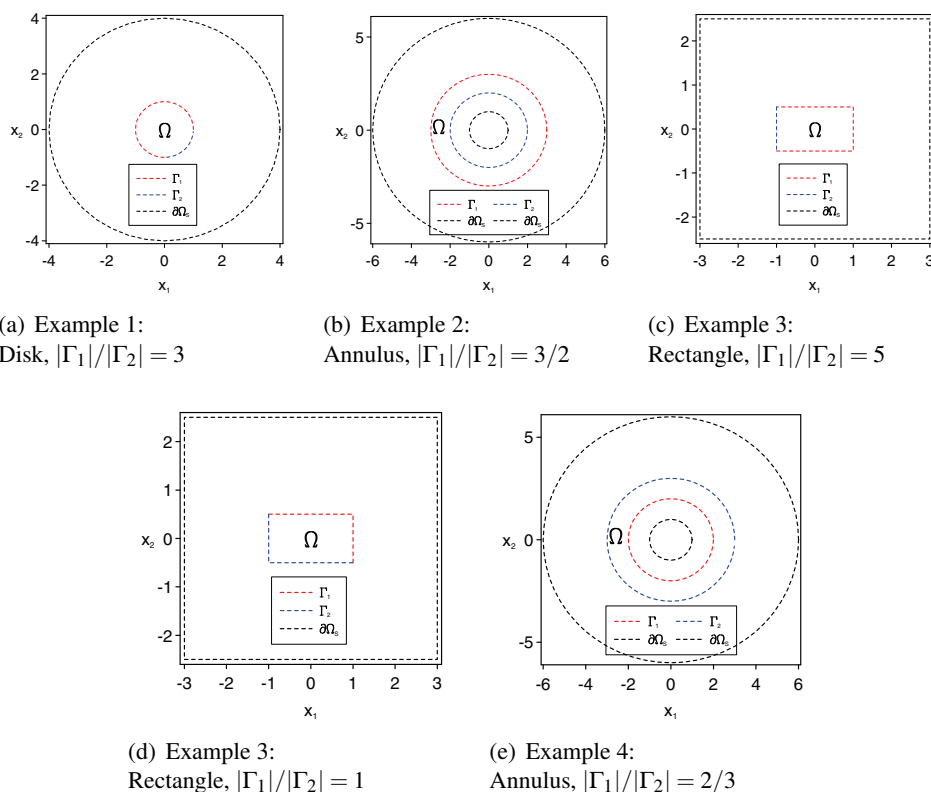 4
2
x₂ 0
-2
-4
-4 -2 0 2 4
x₁
Ω
Γ₁
Γ₂
∂Ωₛ
5
x₂ 0
-5
-6 -4 -2 0 2 4 6
x₁
Ω
Γ₁ Γ₂
∂Ωₛ ∂Ωₛ
2
1
x₂ 0
-1
-2
-3 -2 -1 0 1 2 3
x₁
Ω
Γ₁
Γ₂
∂Ωₛ
(a) Example 1:
Disk, |Γ₁|/|Γ₂| = 3
(b) Example 2:
Annulus, |Γ₁|/|Γ₂| = 3/2
(c) Example 3:
Rectangle, |Γ₁|/|Γ₂| = 5
2
1
x₂ 0
-1
-2
-3 -2 -1 0 1 2 3
x₁
Ω
Γ₁
Γ₂
∂Ωₛ
5
x₂ 0
-5
-6 -4 -2 0 2 4 6
x₁
Ω
Γ₁ Γ₂
∂Ωₛ ∂Ωₛ
(d) Example 3:
Rectangle, |Γ₁|/|Γ₂| = 1
(e) Example 4:
Annulus, |Γ₁|/|Γ₂| = 2/3